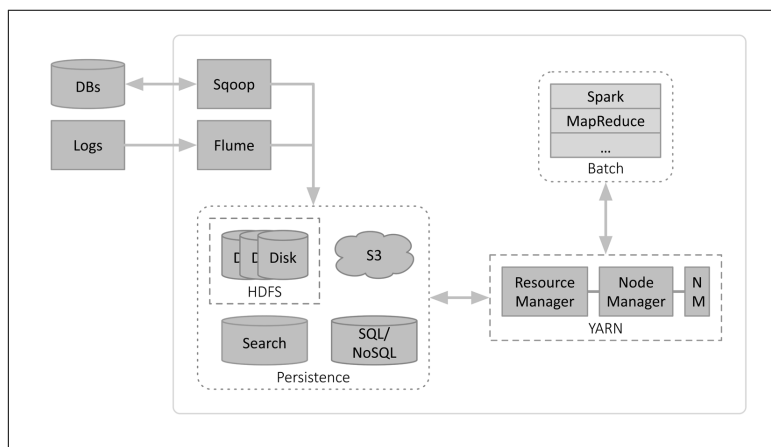 DBs
Sqoop
Logs
Flume
Spark
MapReduce
...
Batch
D
D
Disk
HDFS
S3
Search
SQL/
NoSQL
Persistence
Resource
Manager
Node
Manager
N
M
YARN